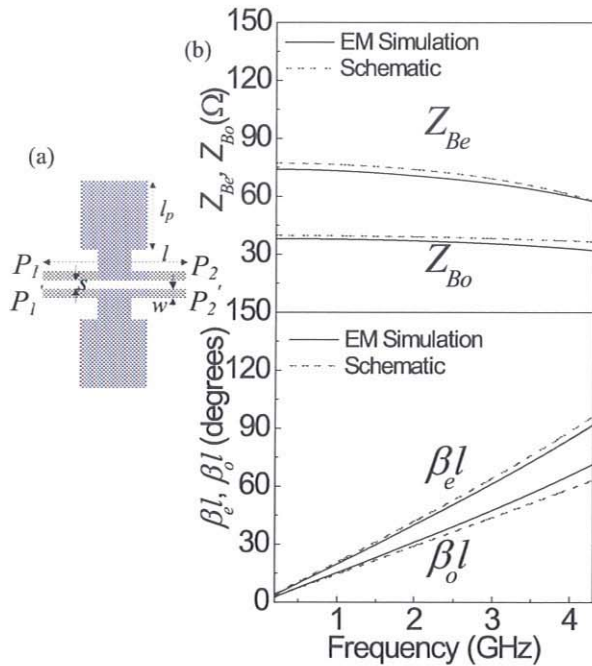 (a)
l_p
P_1
l
P_2
s
P_1'
w
P_2'
(b)
150
120
90
60
30
Z_Be, Z_Bo (Ω)
EM Simulation
Schematic
Z_Be
Z_Bo
150
120
90
60
30
0
β_e l, β_o l (degrees)
EM Simulation
Schematic
β_e l
β_o l
1 2 3 4
Frequency (GHz)